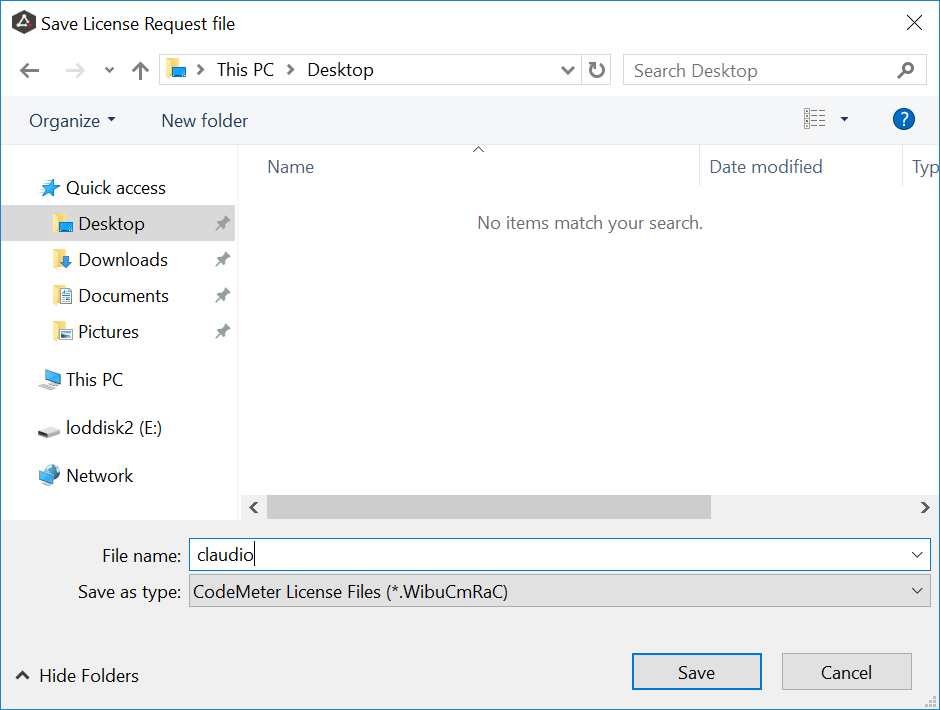 Save License Request file
This PC > Desktop
Search Desktop
Organize
New folder
?
Name
Date modified
Typ
Quick access
No items match your search.
Desktop
Downloads
Documents
Pictures
This PC
loddisk2 (E:)
Network
File name: claudio
Save as type: CodeMeter License Files (*.WibuCmRaC)
Hide Folders
Save
Cancel